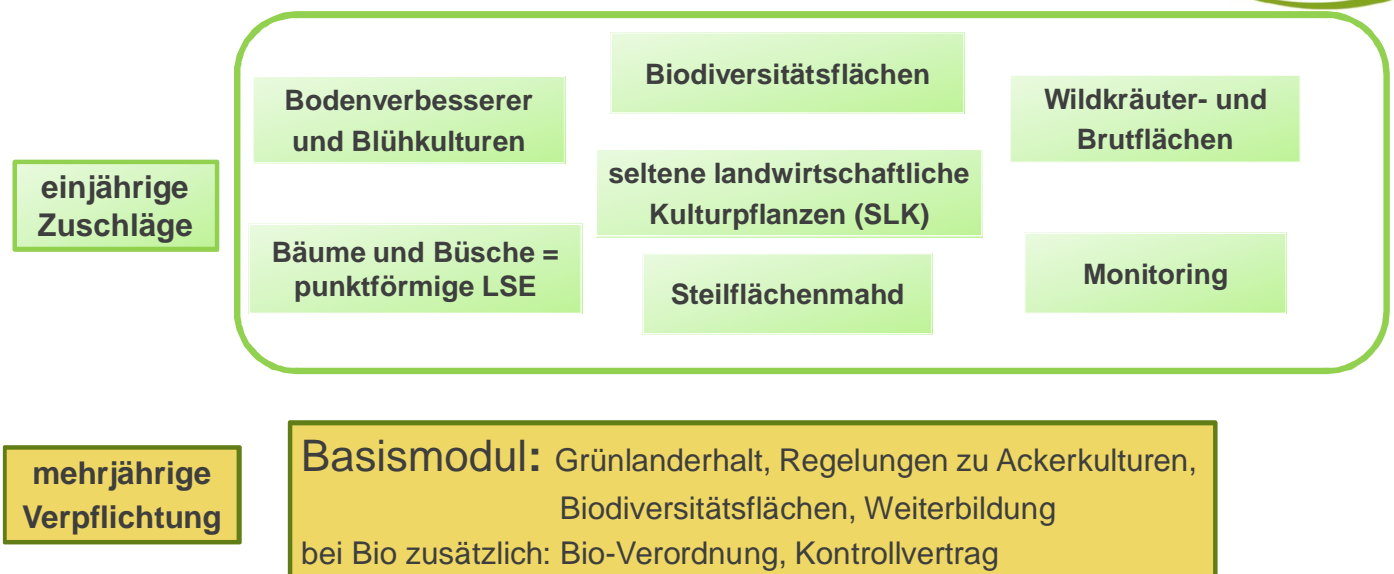 einjährige
Zuschläge
Bodenverbesserer
und Blühkulturen
Biodiversitätsflächen
Wildkräuter- und
Brutflächen
seltene landwirtschaftliche
Kulturpflanzen (SLK)
Bäume und Büsche =
punktförmige LSE
Steilflächenmahd
Monitoring
mehrjährige
Verpflichtung
Basismodul: Grünlanderhalt, Regelungen zu Ackerkulturen,
Biodiversitätsflächen, Weiterbildung
bei Bio zusätzlich: Bio-Verordnung, Kontrollvertrag